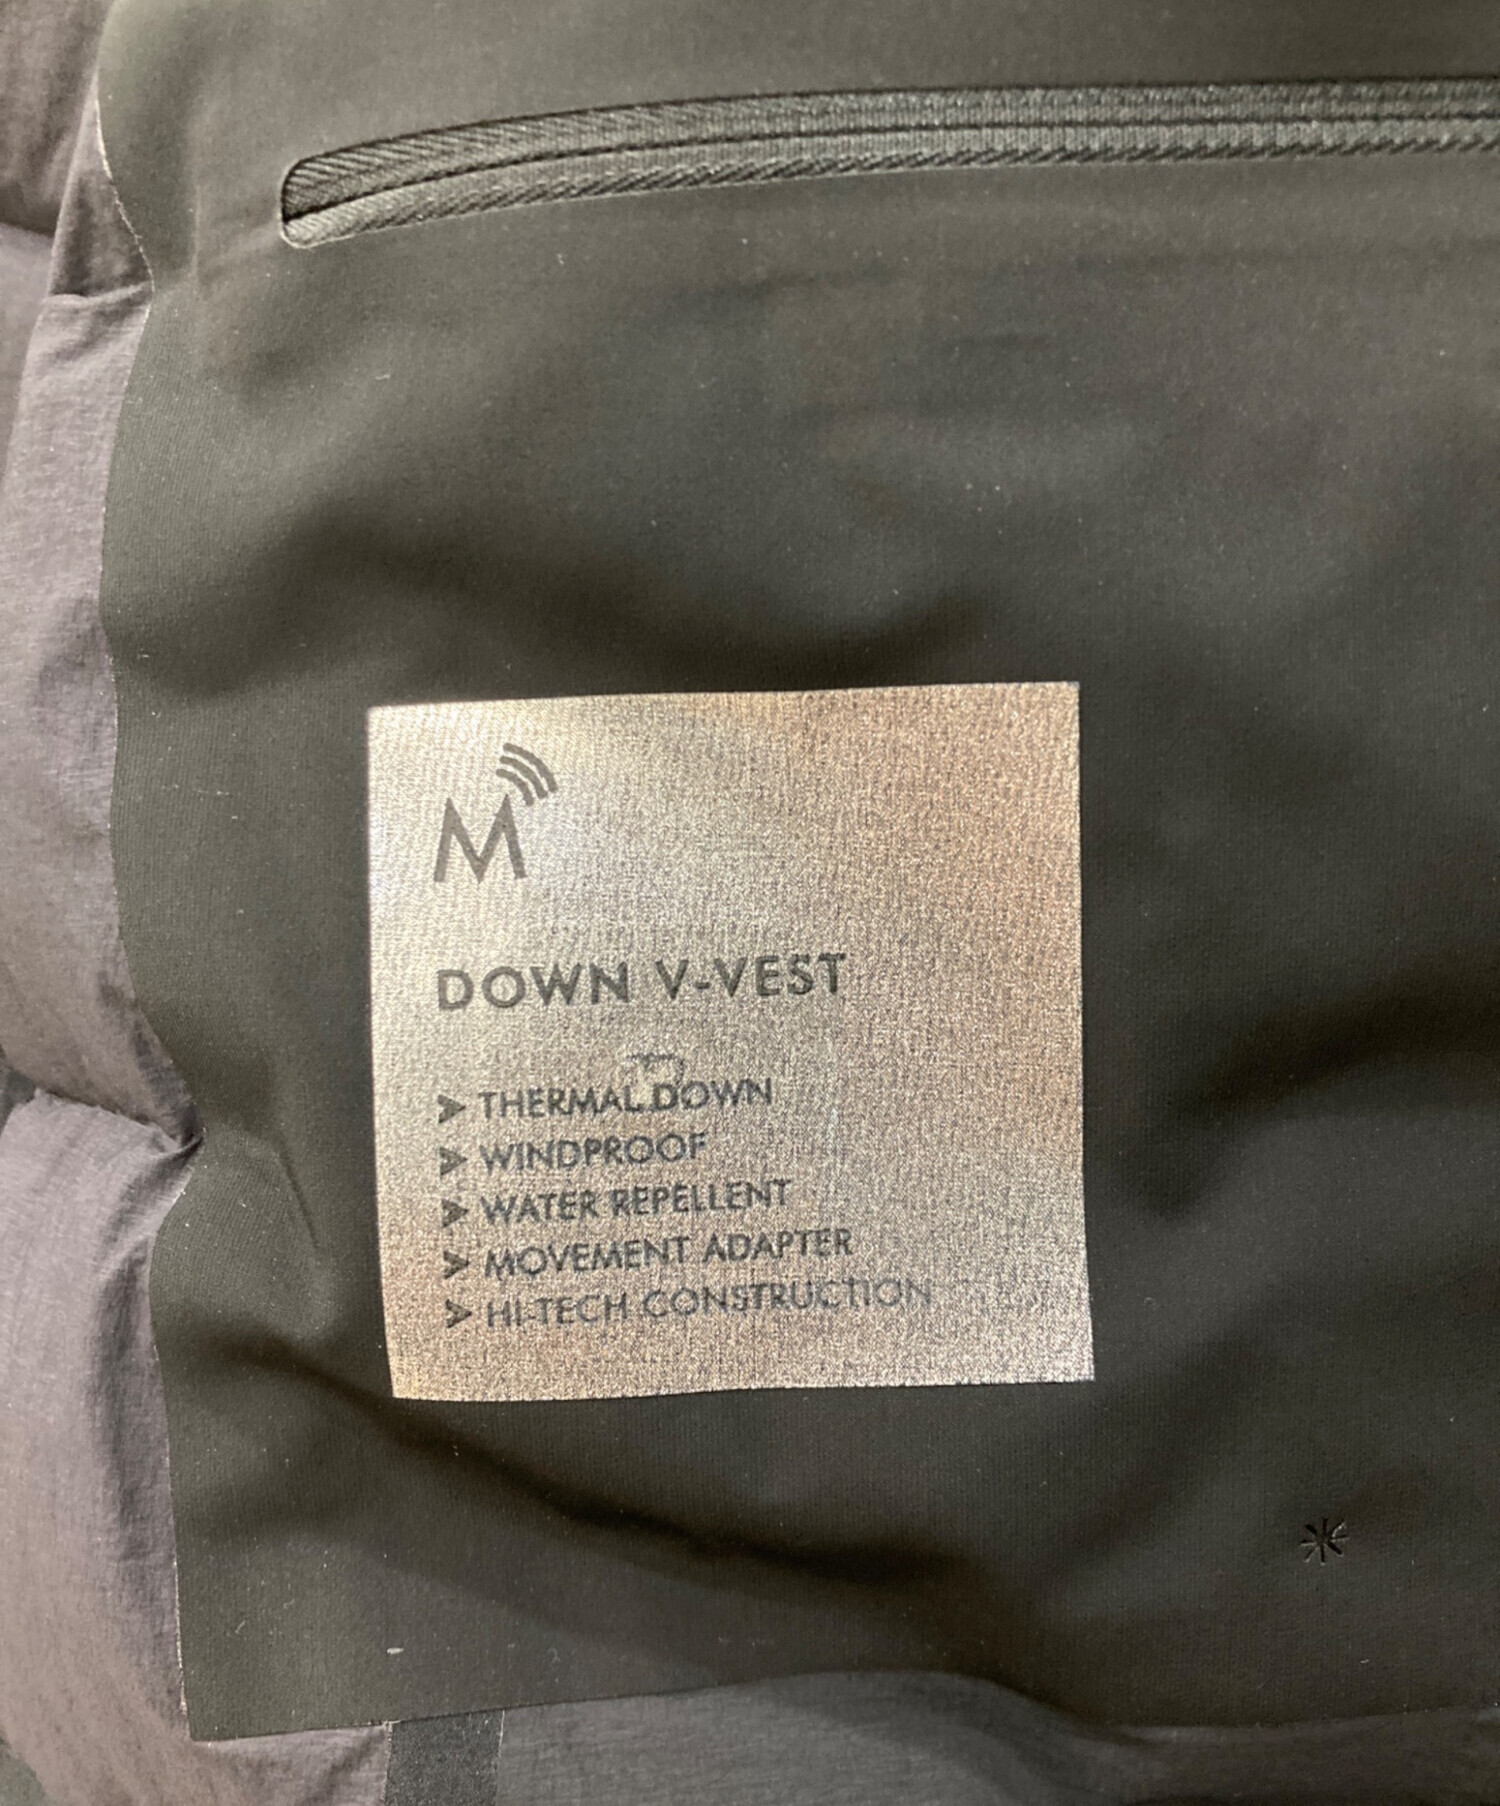 M
DOWN V-VEST
THERMAL DOWN
WINDPROOF
WATER REPELLENT
MOVEMENT ADAPTER
HI-TECH CONSTRUCTION